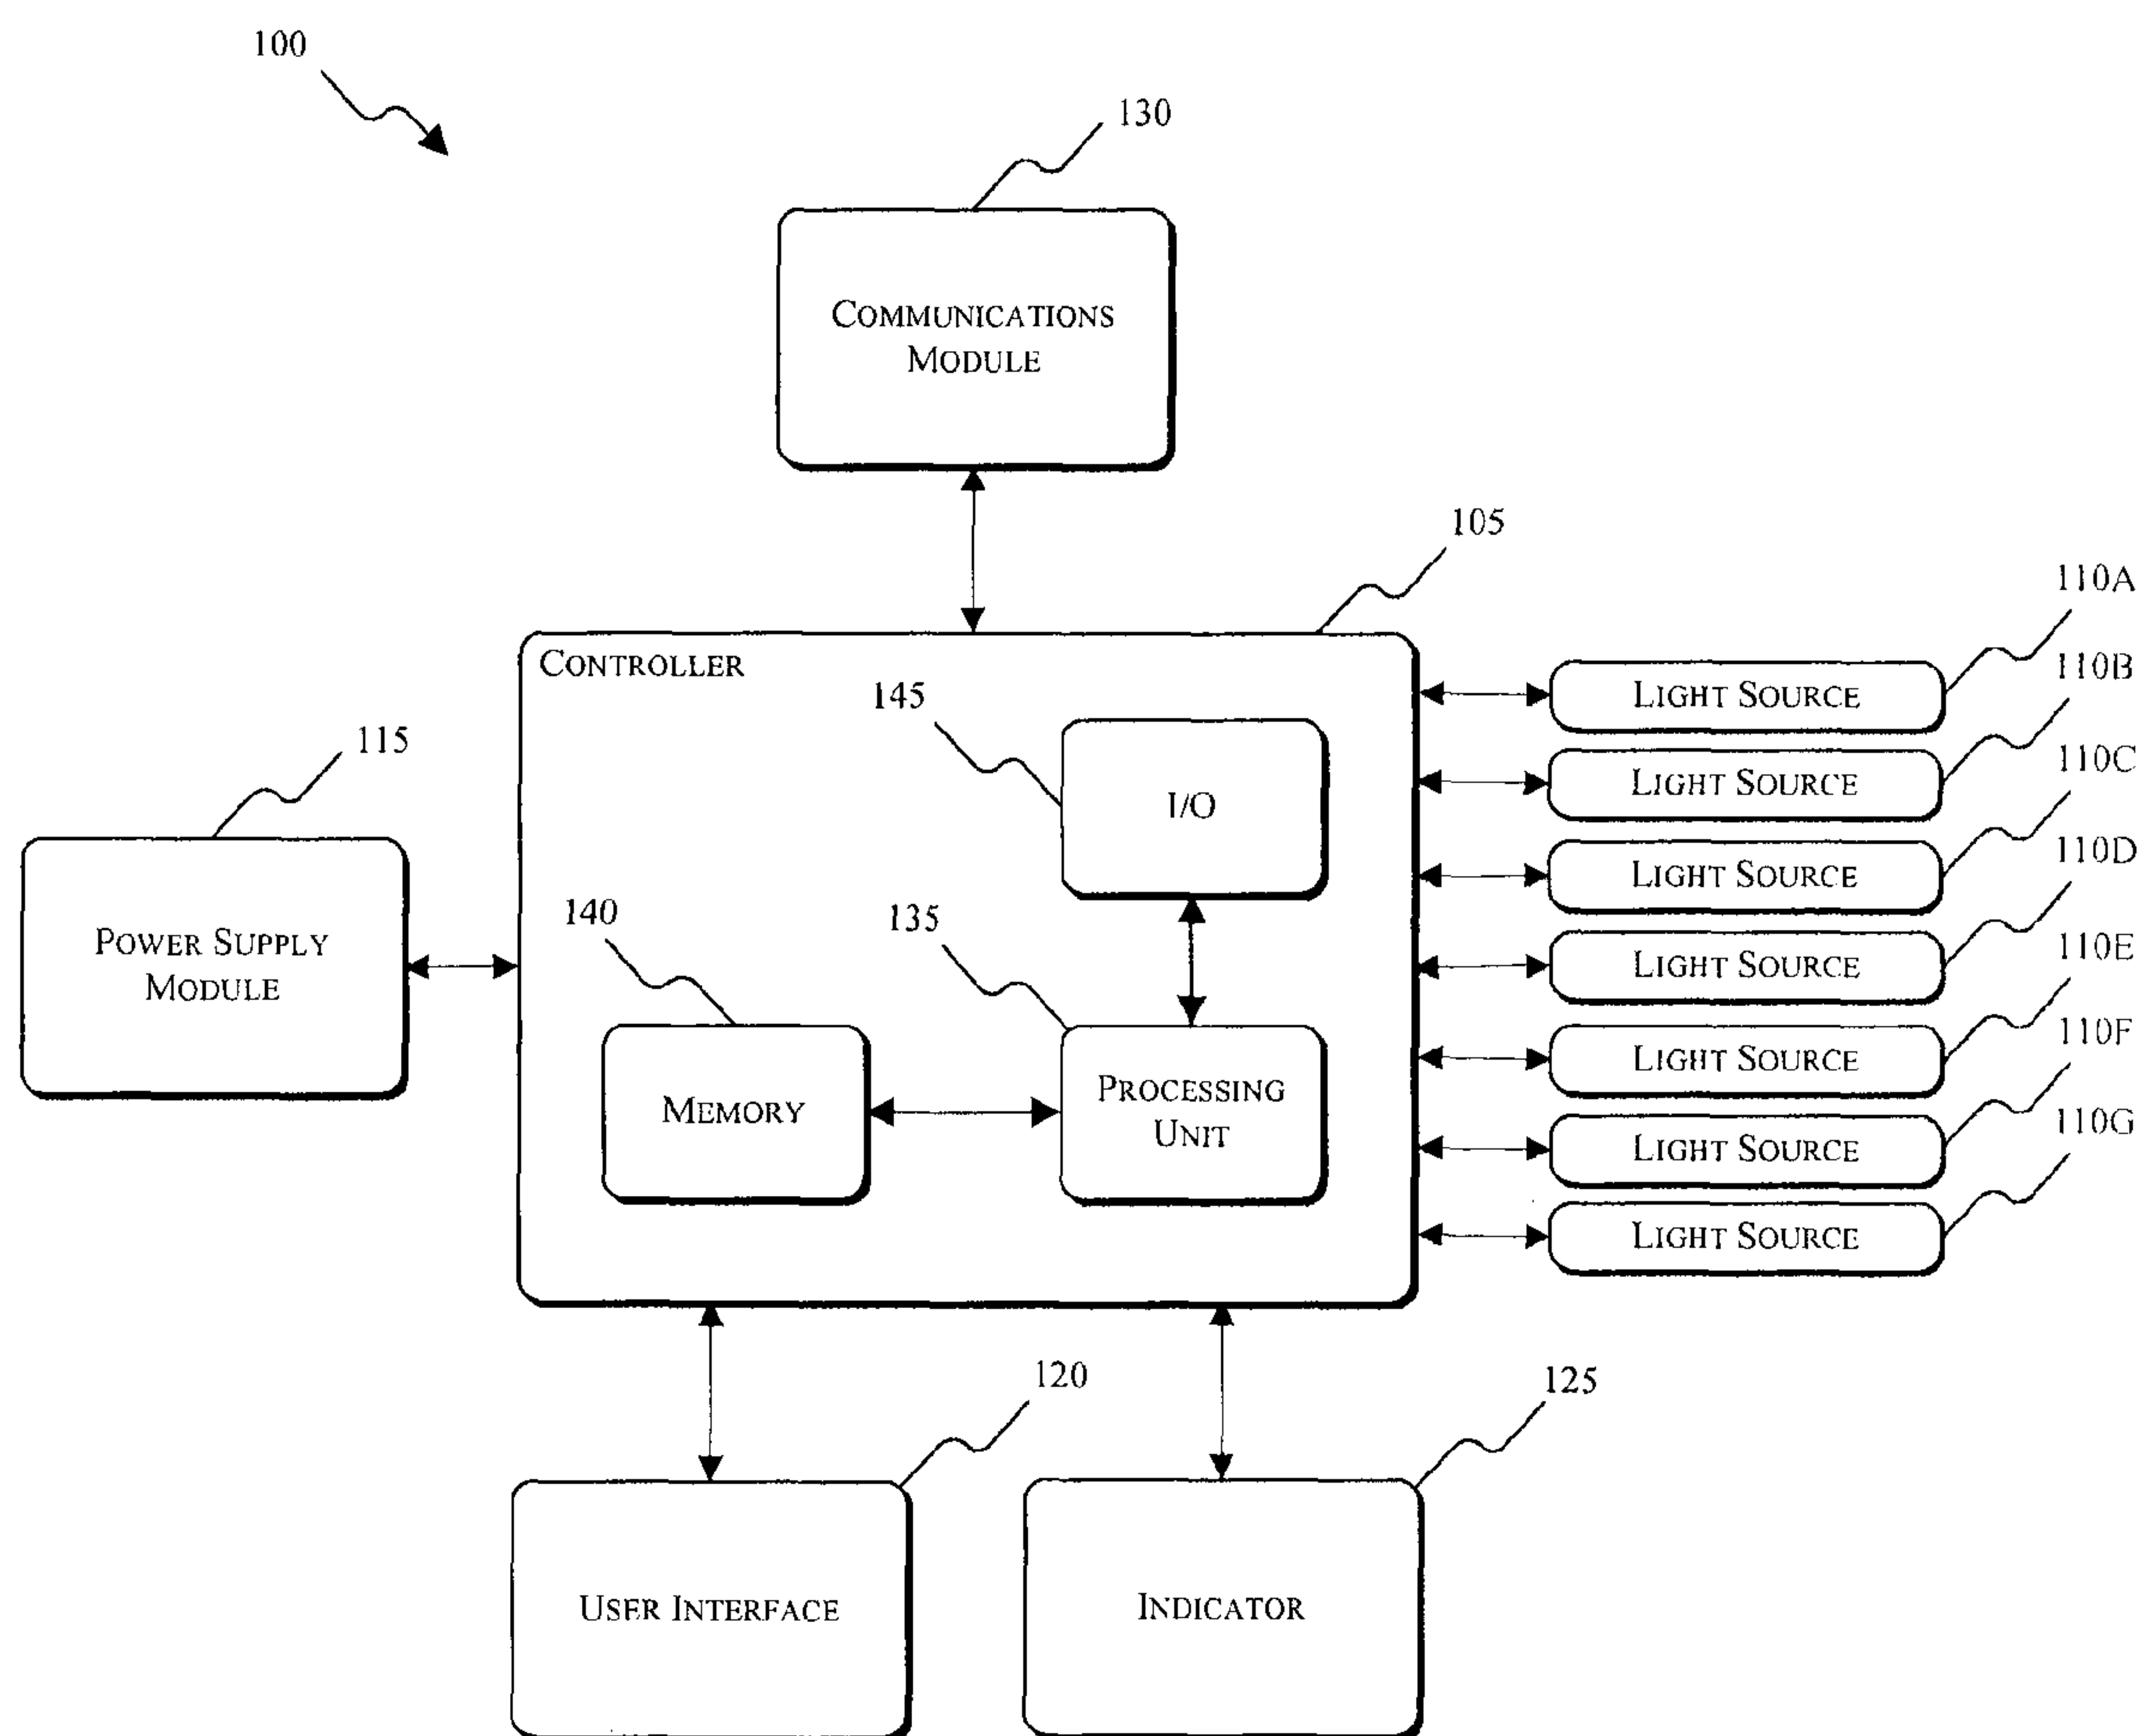 100
130
COMMUNICATIONS
MODULE
105
CONTROLLER
110A
LIGHT SOURCE
110B
LIGHT SOURCE
110C
LIGHT SOURCE
110D
LIGHT SOURCE
110E
LIGHT SOURCE
110F
LIGHT SOURCE
110G
LIGHT SOURCE
145
I/O
115
POWER SUPPLY
MODULE
140
MEMORY
135
PROCESSING
UNIT
120
USER INTERFACE
125
INDICATOR